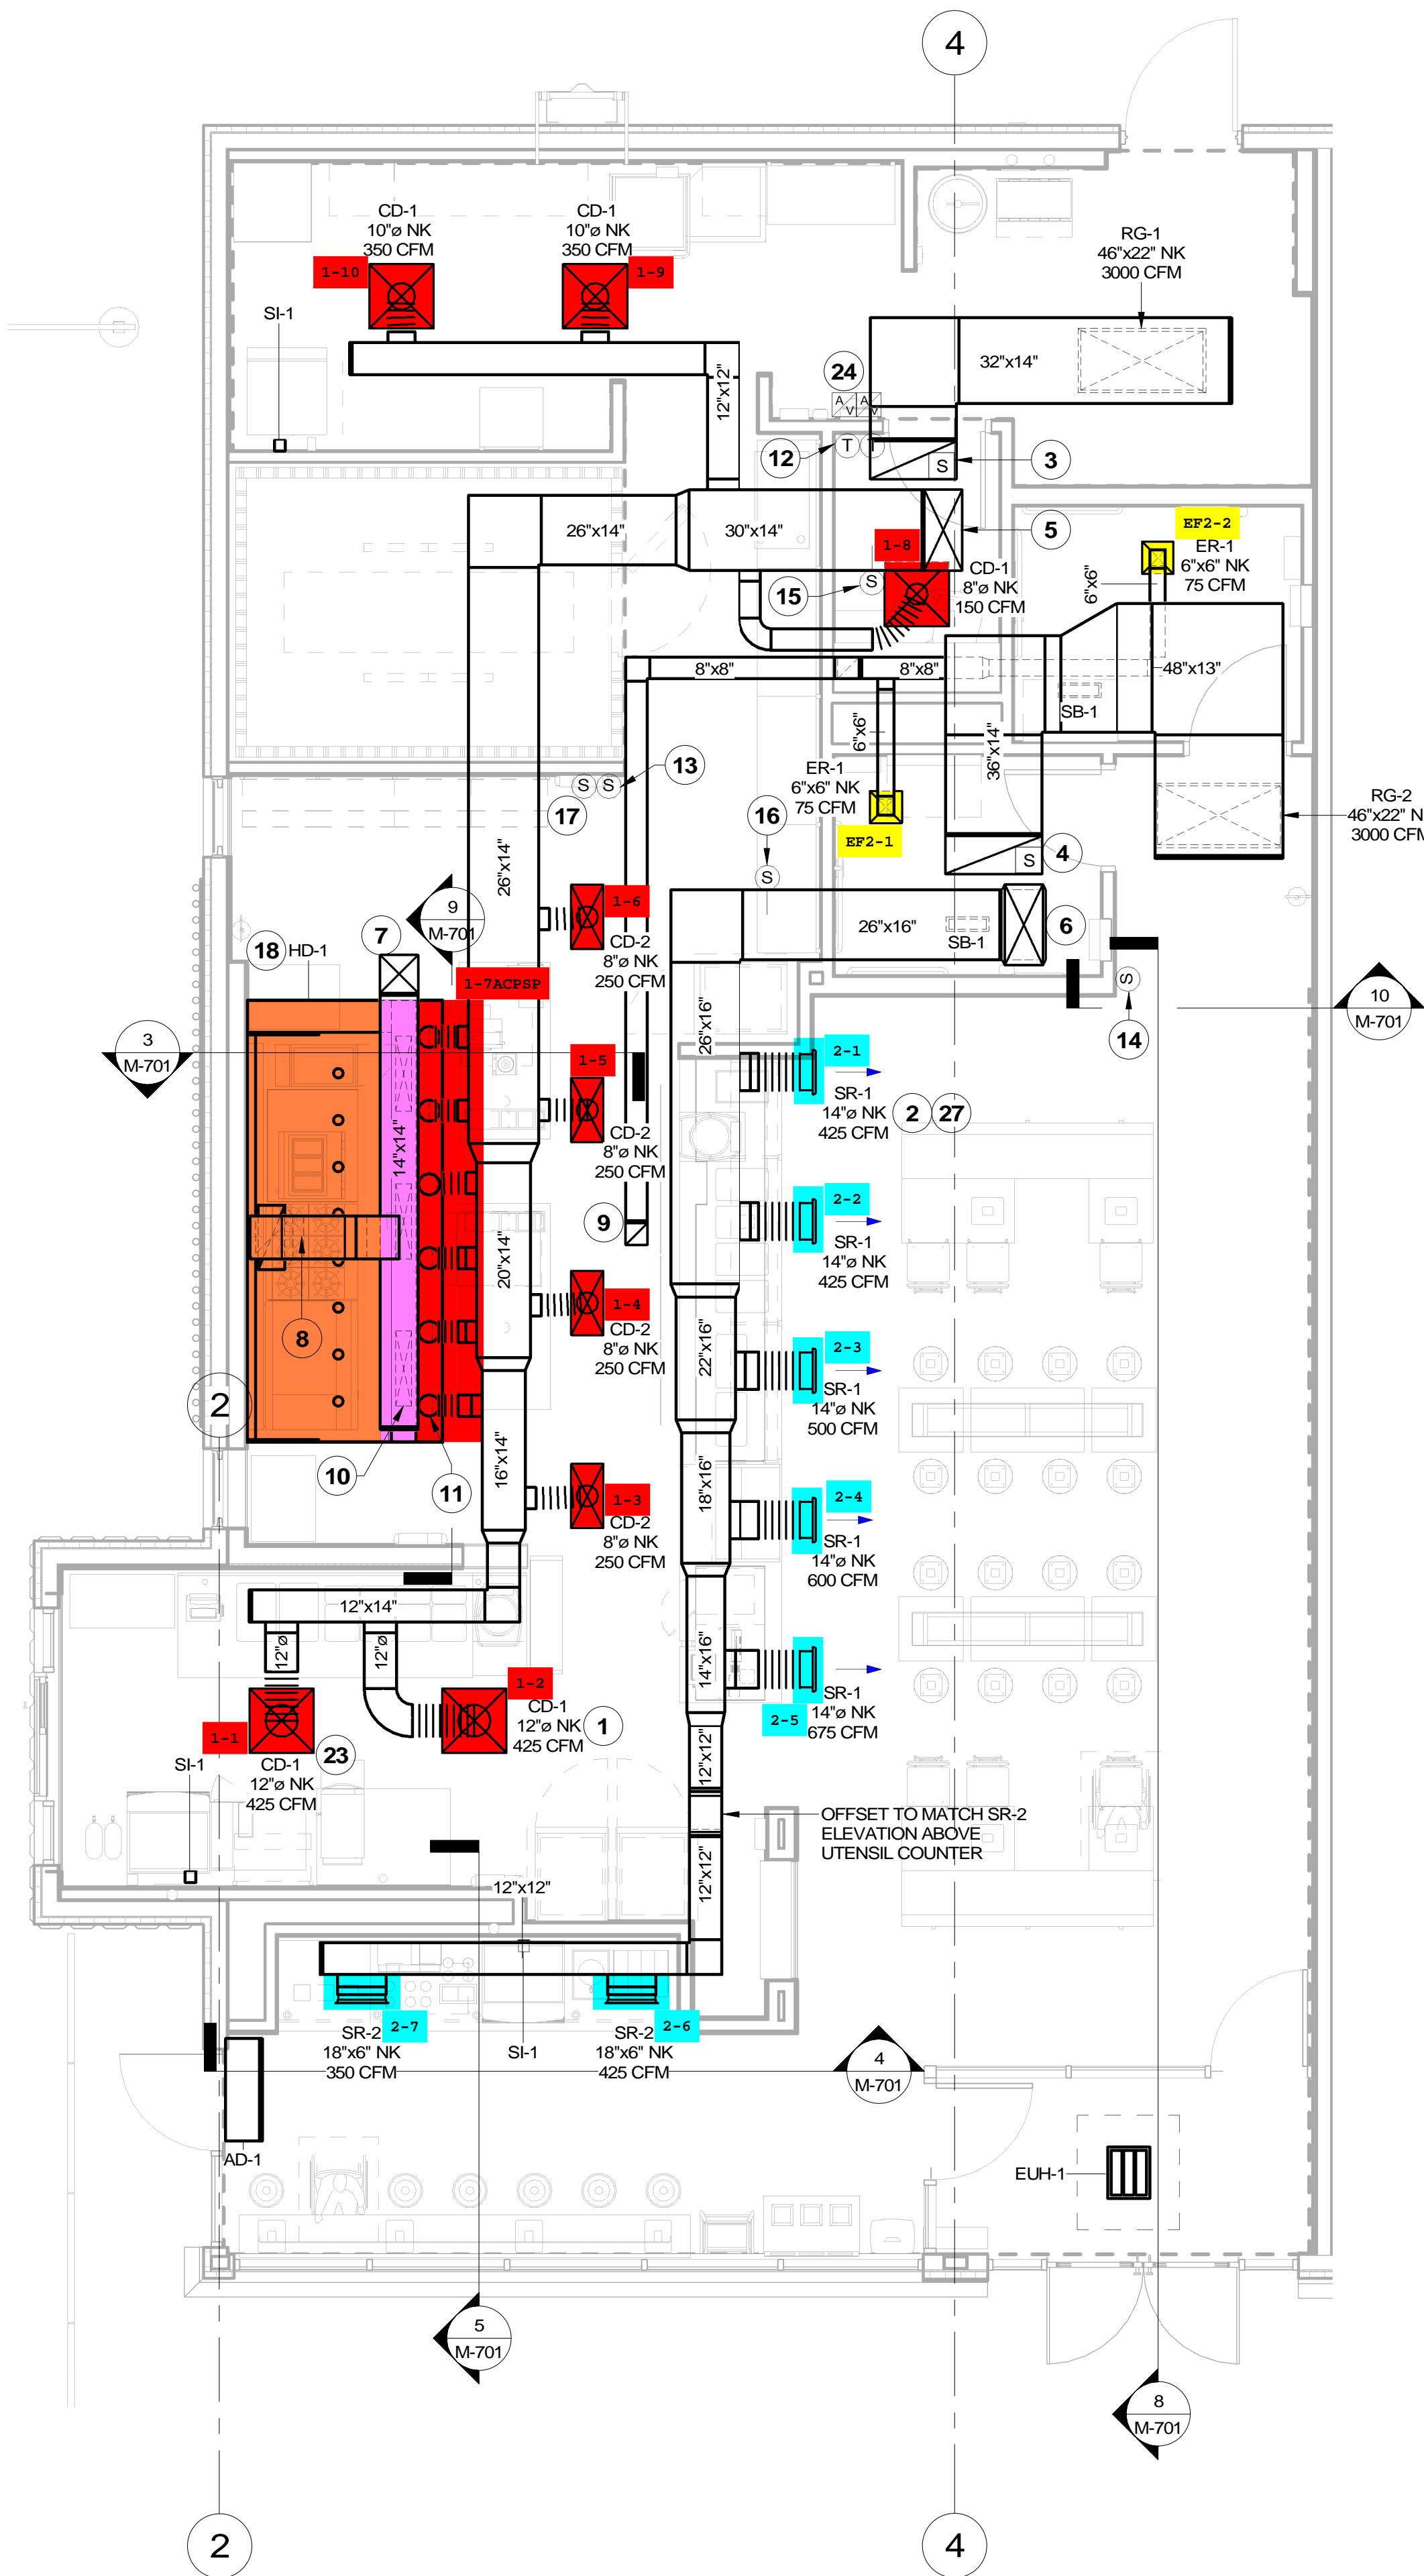 4
CD-1
10"ø NK
350 CFM
1-10
CD-1
10"ø NK
350 CFM
1-9
RG-1
46"x22" NK
3000 CFM
SI-1
32"x14"
12"x12"
24
A
V
A
V
12
T
T
S
3
26"x14"
30"x14"
5
1-8
CD-1
8"ø NK
150 CFM
15
S
EF2-2
ER-1
6"x6" NK
75 CFM
6"x6"
8"x8"
8"x8"
48"x13"
SB-1
36"x14"
6"x6"
ER-1
6"x6" NK
75 CFM
EF2-1
S
S
13
17
16
S
RG-2
46"x22" N
3000 CFM
S
4
26"x14"
9
M-701
1-6
CD-2
8"ø NK
250 CFM
26"x16"
SB-1
6
18
HD-1
7
1-7ACPSP
S
14
10
M-701
3
M-701
26"x16"
2-1
SR-1
14"ø NK
425 CFM
2
27
1-5
CD-2
8"ø NK
250 CFM
14"x14"
9
2-2
SR-1
14"ø NK
425 CFM
20"x14"
8
1-4
CD-2
8"ø NK
250 CFM
22"x16"
2-3
SR-1
14"ø NK
500 CFM
2
10
11
16"x14"
1-3
CD-2
8"ø NK
250 CFM
18"x16"
2-4
SR-1
14"ø NK
600 CFM
12"x14"
12"ø
12"ø
14"x16"
SR-1
14"ø NK
675 CFM
2-5
1-2
CD-1
12"ø NK
425 CFM
1
1-1
23
CD-1
12"ø NK
425 CFM
SI-1
12"x12"
OFFSET TO MATCH SR-2
ELEVATION ABOVE
UTENSIL COUNTER
12"x12"
12"x12"
SR-2
18"x6" NK
350 CFM
2-7
SI-1
SR-2
18"x6" NK
425 CFM
2-6
4
M-701
AD-1
EUH-1
5
M-701
8
M-701
2
4